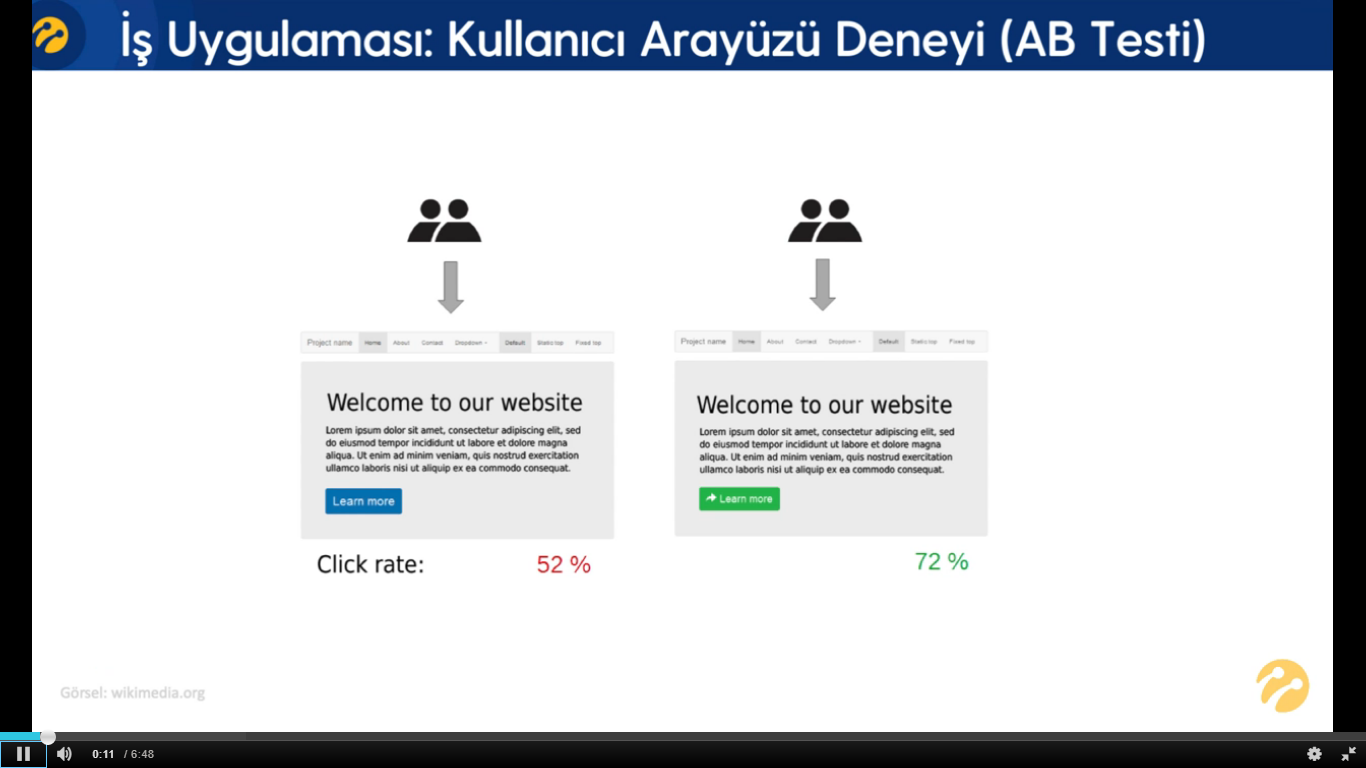 İş Uygulaması: Kullanıcı Arayüzü Deneyi (AB Testi)
Project name Home About Contact Dropdown Default Static top Fixed top
Welcome to our website
Lorem ipsum dolor sit amet, consectetur adipiscing elit, sed
do eiusmod tempor incididunt ut labore et dolore magna
aliqua. Ut enim ad minim veniam, quis nostrud exercitation
ullamco laboris nisi ut aliquip ex ea commodo consequat.
Learn more
Click rate: 52 %
Project name Home About Contact Dropdown Default Static top Fixed top
Welcome to our website
Lorem ipsum dolor sit amet, consectetur adipiscing elit, sed
do eiusmod tempor incididunt ut labore et dolore magna
aliqua. Ut enim ad minim veniam, quis nostrud exercitation
ullamco laboris nisi ut aliquip ex ea commodo consequat.
Learn more
72 %
Görsel: wikimedia.org
0:11 / 6:48